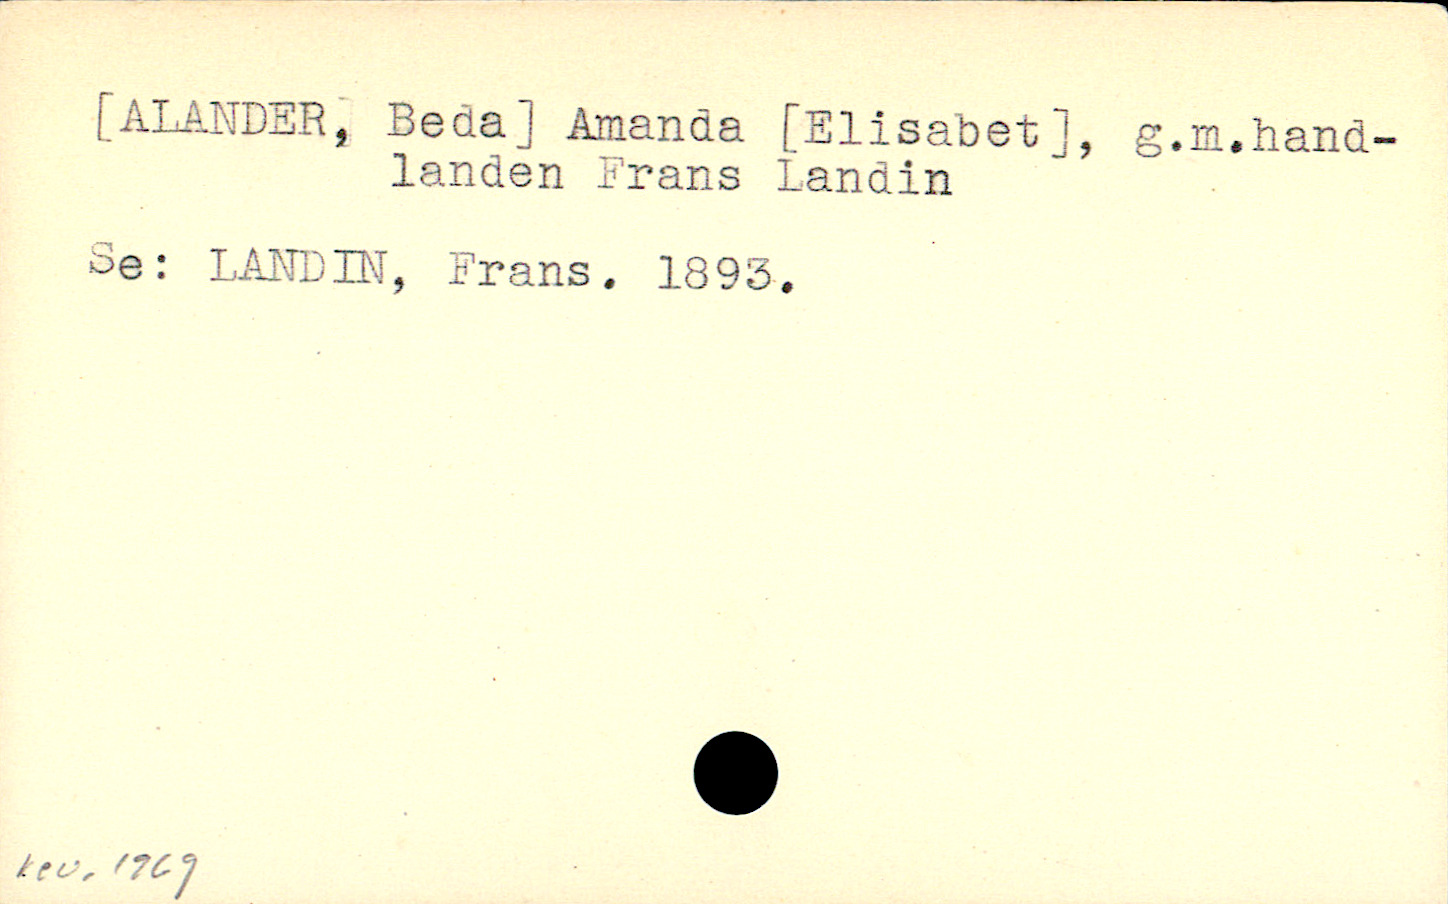 [ALANDER, Beda] Amanda [Elisabet], g.m.hand-
landen Frans Landin
Se: LANDIN, Frans. 1893.
rev. 1969